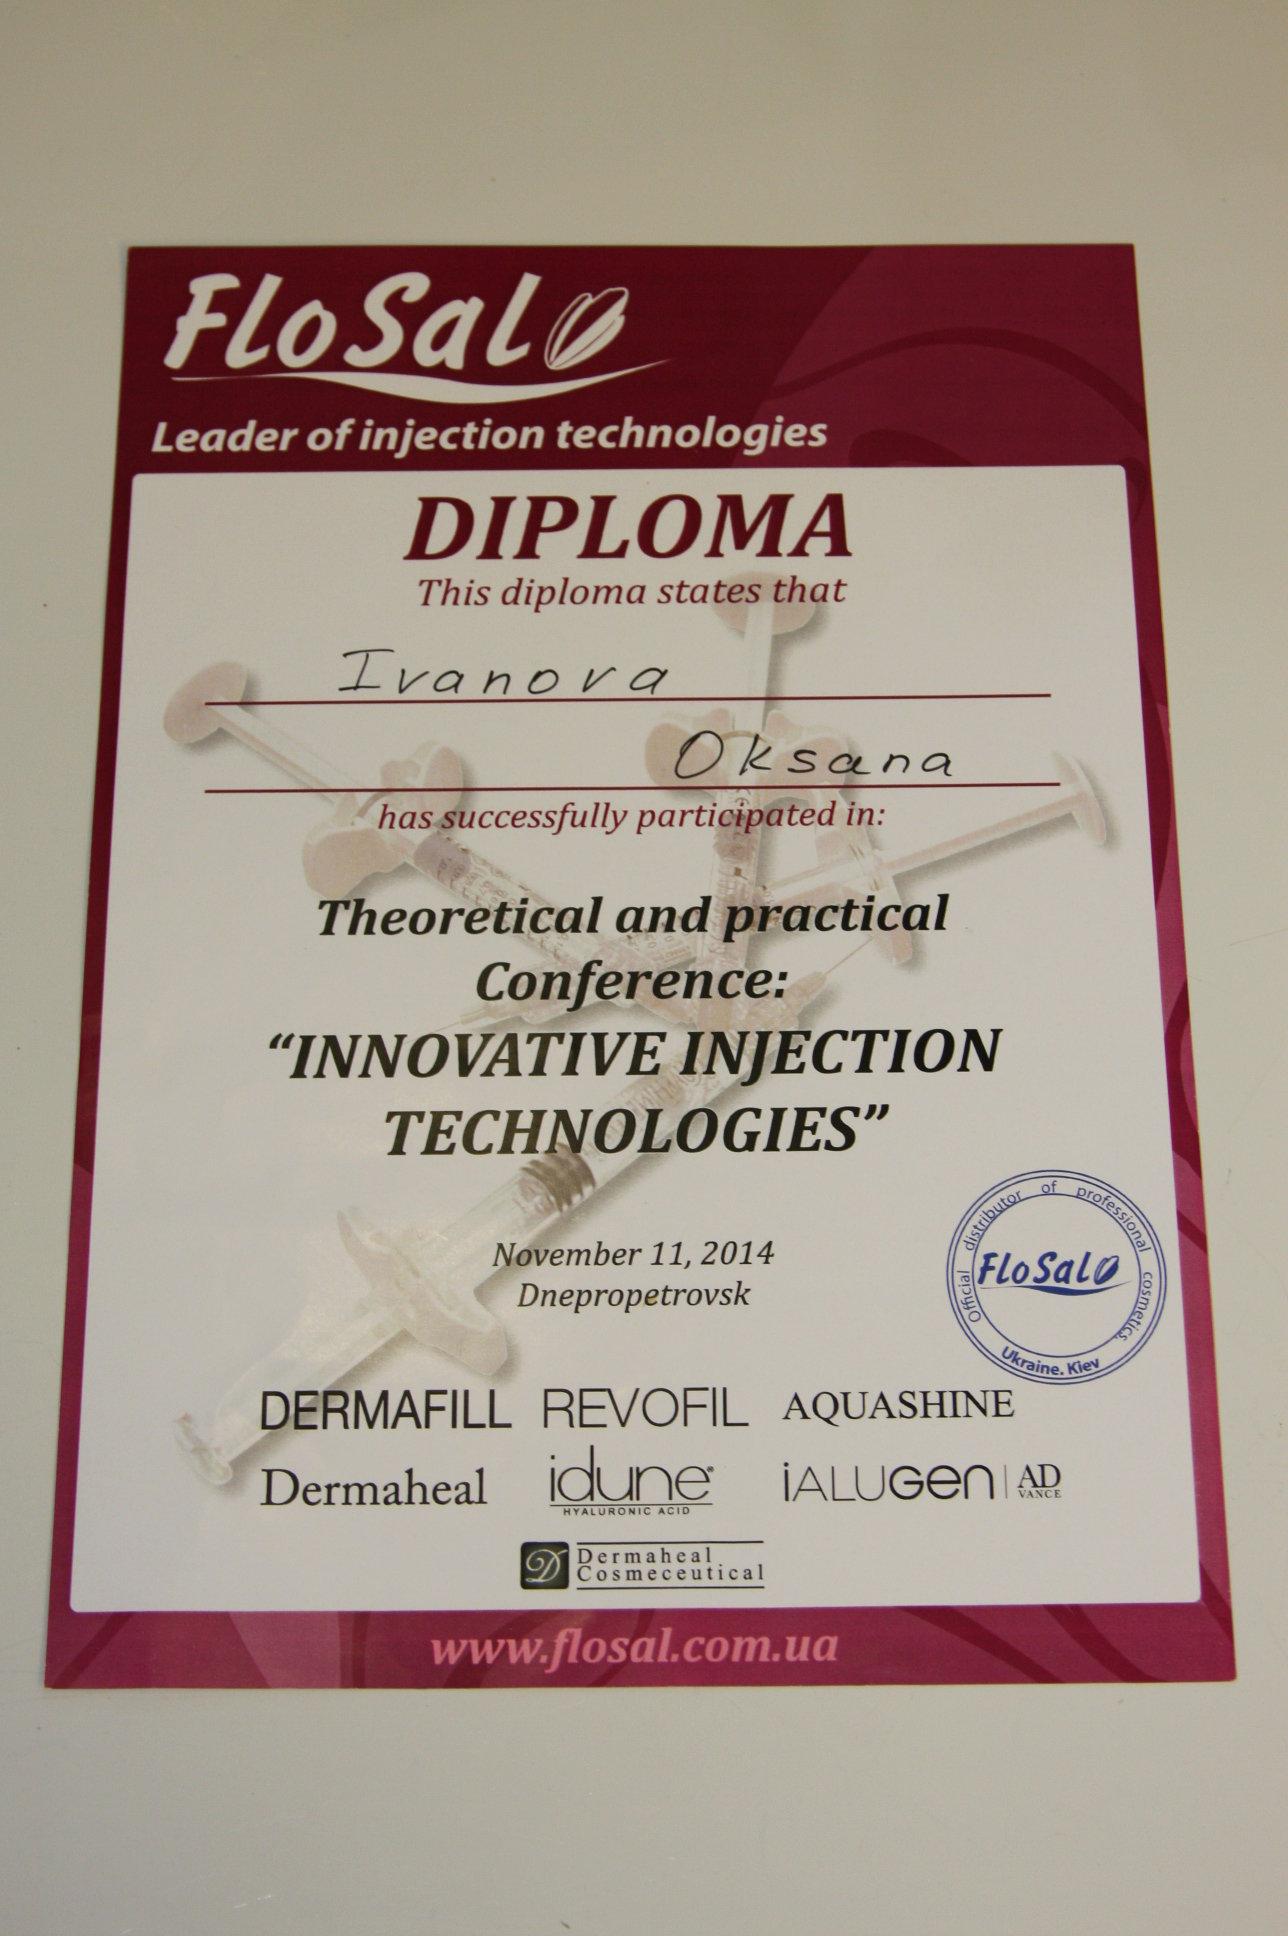 FloSal
Leader of injection technologies
DIPLOMA
This diploma states that
Ivanova
Oksana
has successfully participated in:
Theoretical and practical
Conference:
“INNOVATIVE INJECTION
TECHNOLOGIES”
Official distributor of professional cosmetics,
FloSal
Ukraine. Kiev
November 11, 2014
Dnepropetrovsk
DERMAFILL REVOFIL AQUASHINE
Dermaheal idune® iALUGen | AD
HYALURONIC ACID VANCE
D Dermaheal
Cosmeceutical
www.flosal.com.ua